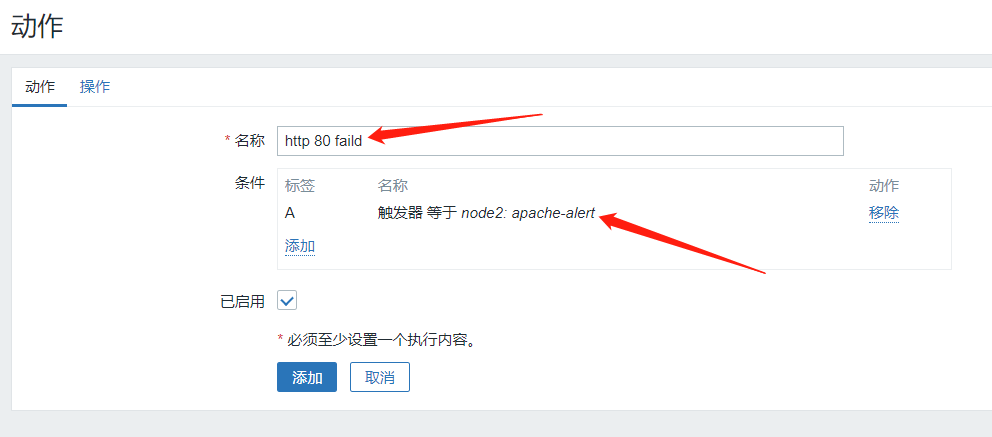 动作
动作 操作
* 名称 http 80 faild
条件 标签 名称 动作
A 触发器 等于 node2: apache-alert 移除
添加
已启用
* 必须至少设置一个执行内容。
添加 取消